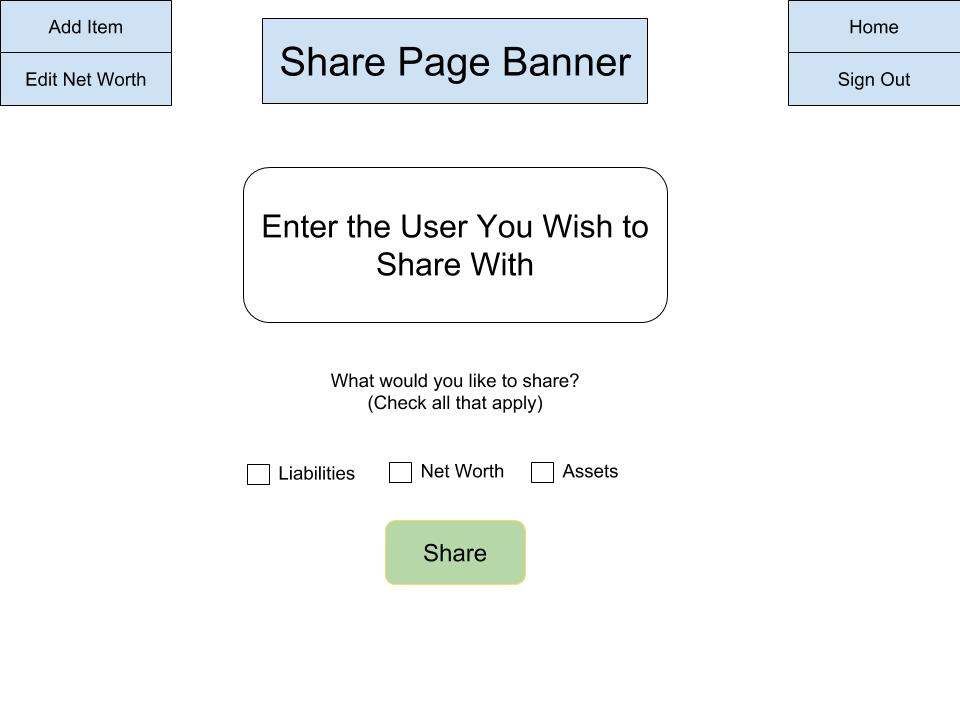 Add Item
Edit Net Worth
Share Page Banner
Home
Sign Out
Enter the User You Wish to
Share With
What would you like to share?
(Check all that apply)
Liabilities
Net Worth
Assets
Share